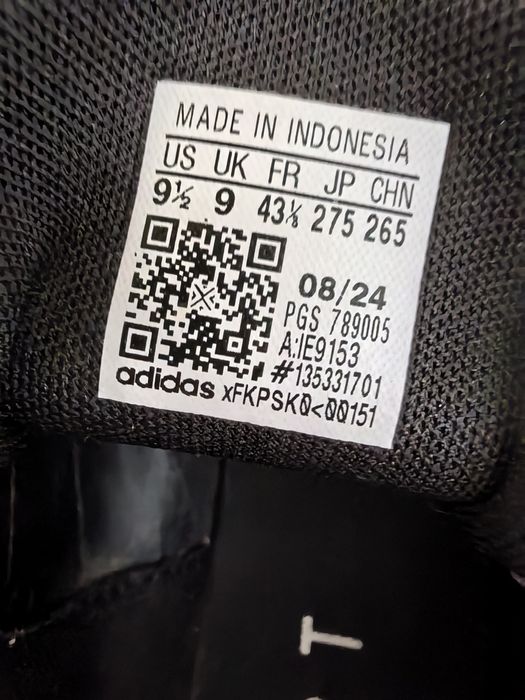 MADE IN INDONESIA
US UK FR JP CHN
9½ 9 43⅓ 275 265
08/24
PGS 789005
A:IE9153
#135331701
adidas xFKPSK0<00151
T